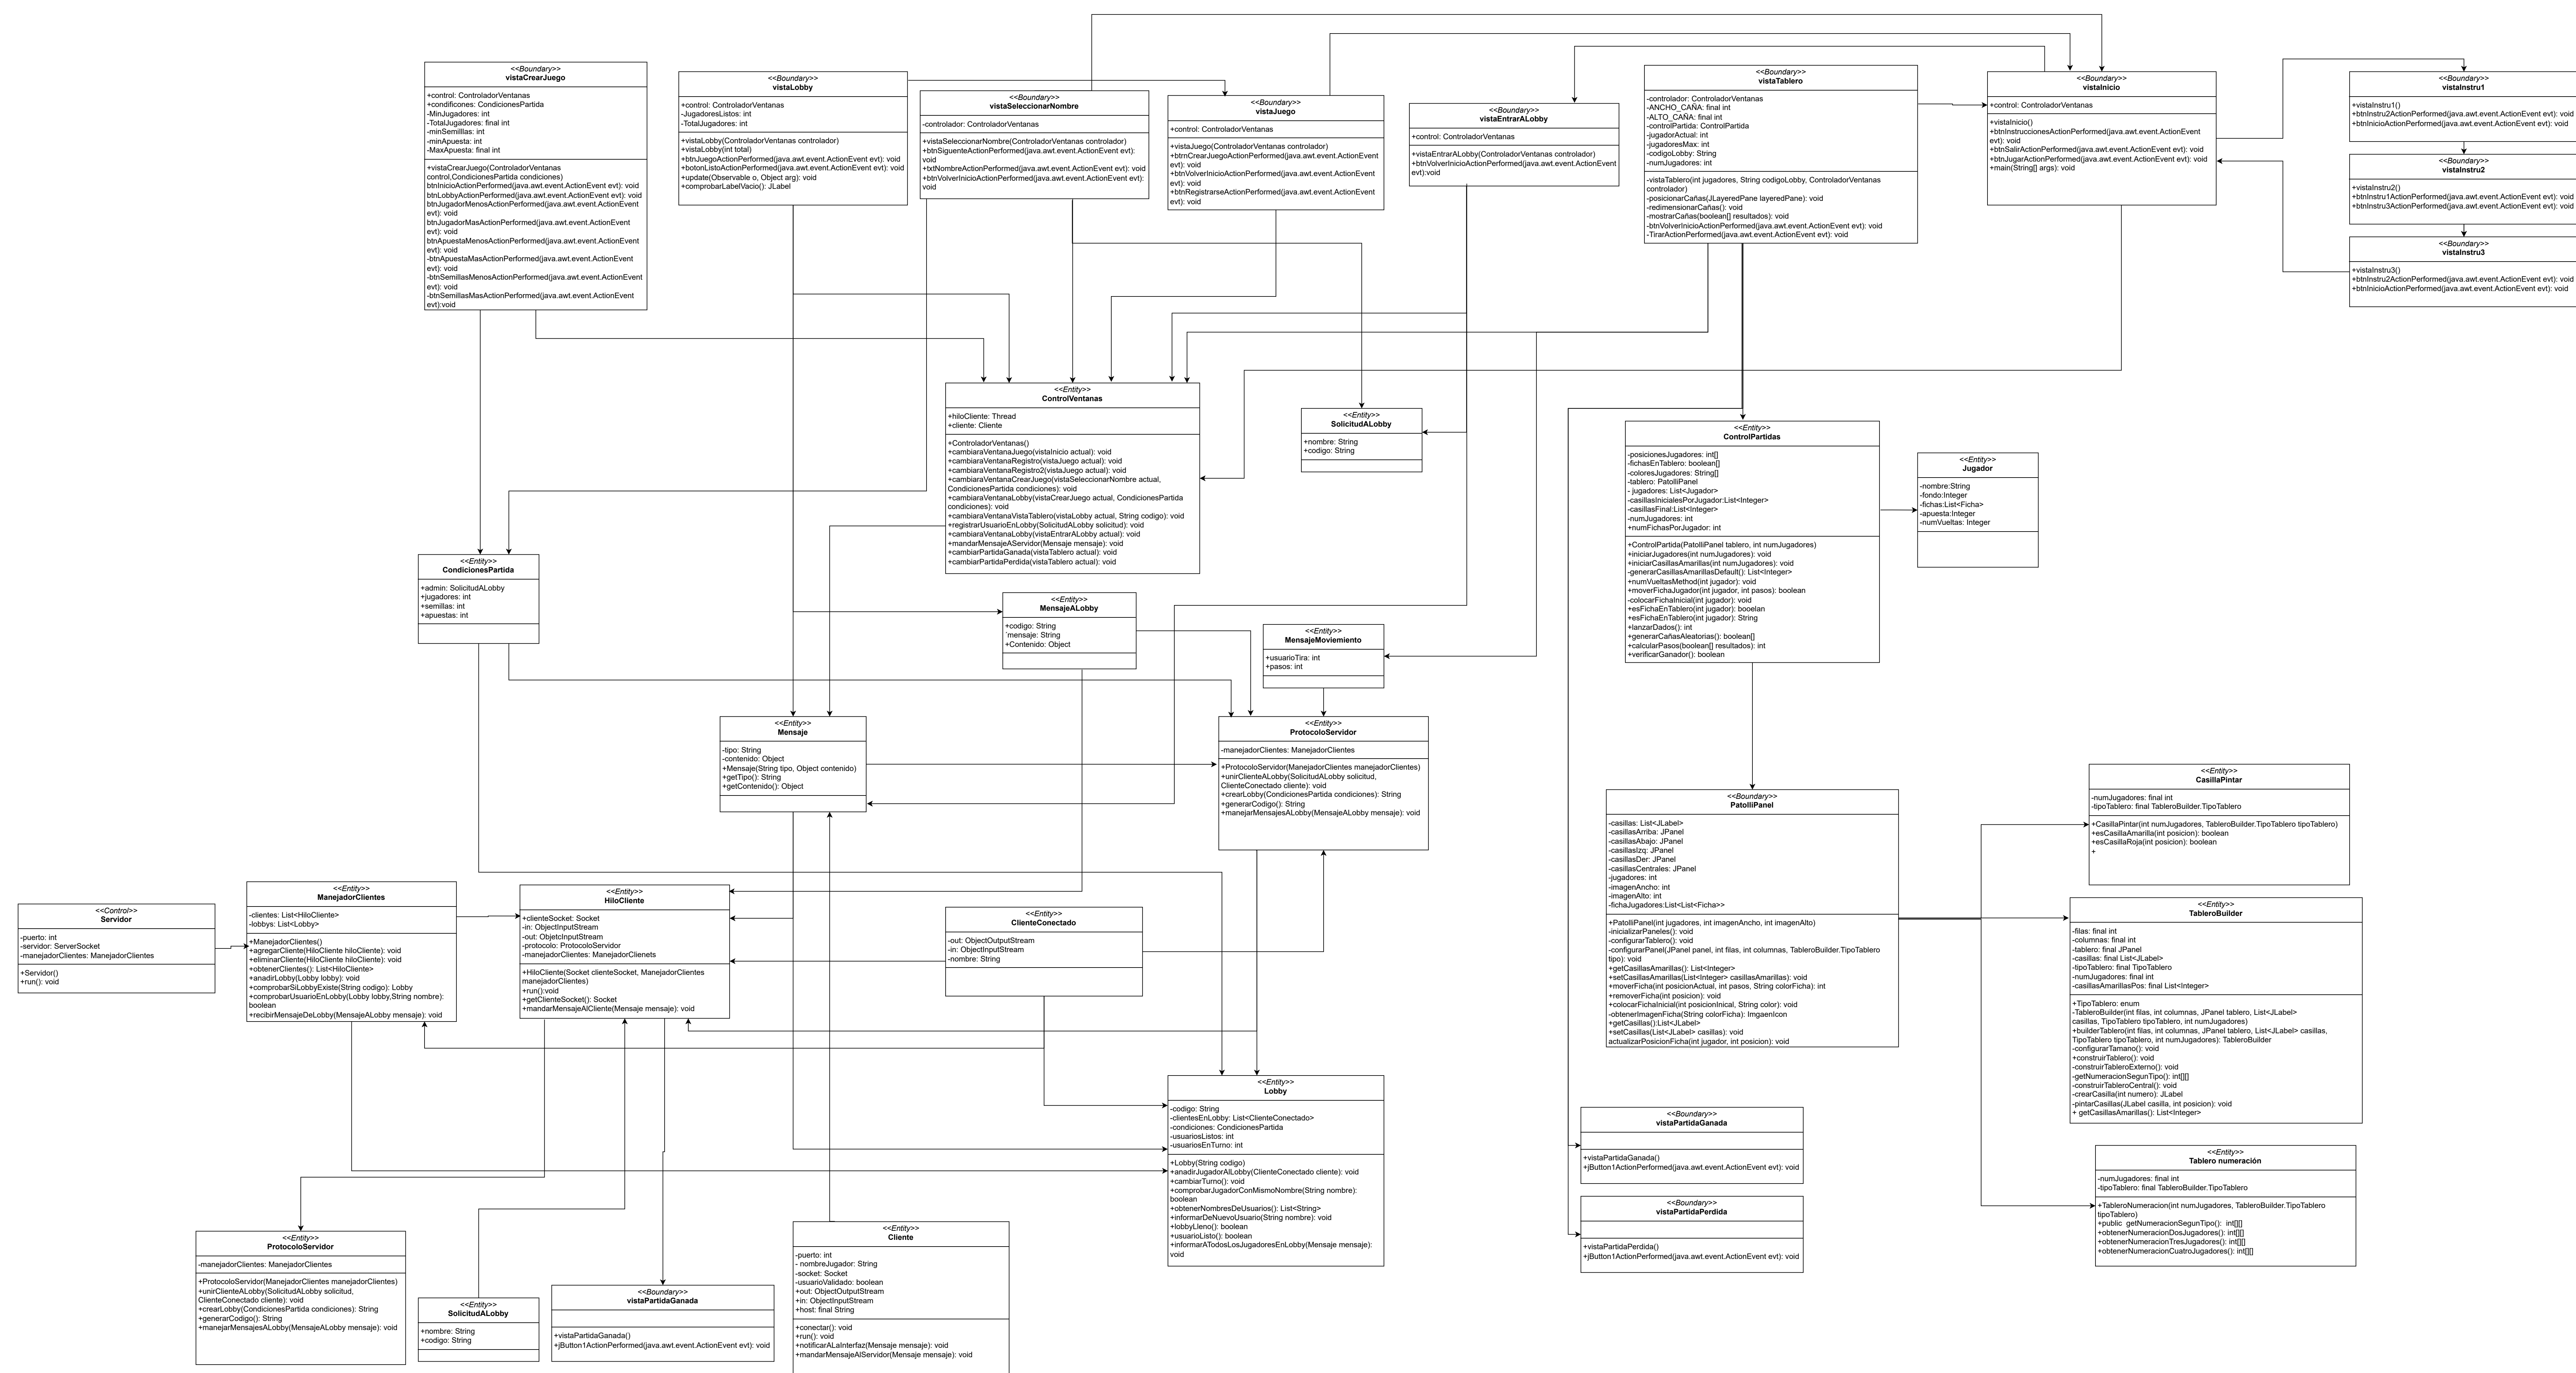 <<Boundary>>
vistaCrearJuego
+control: ControladorVentanas
+condificones: CondicionesPartida
-MinJugadores: int
-TotalJugadores: final int
-minSemilllas: int
-minApuesta: int
-MaxApuesta: final int
+vistaCrearJuego(ControladorVentanas
control,CondicionesPartida condiciones)
btnInicioActionPerformed(java.awt.event.ActionEvent evt): void
btnLobbyActionPerformed(java.awt.event.ActionEvent evt): void
btnJugadorMenosActionPerformed(java.awt.event.ActionEvent
evt): void
btnJugadorMasActionPerformed(java.awt.event.ActionEvent
evt): void
btnApuestaMenosActionPerformed(java.awt.event.ActionEvent
evt): void
-btnApuestaMasActionPerformed(java.awt.event.ActionEvent
evt): void
-btnSemillasMenosActionPerformed(java.awt.event.ActionEvent
evt): void
-btnSemillasMasActionPerformed(java.awt.event.ActionEvent
evt):void
<<Boundary>>
vistaLobby
+control: ControladorVentanas
-JugadoresListos: int
-TotalJugadores: int
+vistaLobby(ControladorVentanas controlador)
+vistaLobby(int total)
+btnJuegoActionPerformed(java.awt.event.ActionEvent evt): void
+botonListoActionPerformed(java.awt.event.ActionEvent evt): void
+update(Observable o, Object arg): void
+comprobarLabelVacio(): JLabel
<<Boundary>>
vistaSeleccionarNombre
-controlador: ControladorVentanas
+vistaSeleccionarNombre(ControladorVentanas controlador)
+btnSiguenteActionPerformed(java.awt.event.ActionEvent evt):
void
+txtNombreActionPerformed(java.awt.event.ActionEvent evt): void
+btnVolverInicioActionPerformed(java.awt.event.ActionEvent evt):
void
<<Boundary>>
vistaJuego
+control: ControladorVentanas
+vistaJuego(ControladorVentanas controlador)
+btrnCrearJuegoActionPerformed(java.awt.event.ActionEvent
evt): void
+btnVolverInicioActionPerformed(java.awt.event.ActionEvent
evt): void
+btnRegistrarseActionPerformed(java.awt.event.ActionEvent
evt): void
<<Boundary>>
vistaEntrarALobby
+control: ControladorVentanas
+vistaEntrarALobby(ControladorVentanas controlador)
+btnVolverInicioActionPerformed(java.awt.event.ActionEvent
evt):void
<<Boundary>>
vistaTablero
-controlador: ControladorVentanas
-ANCHO_CAÑA: final int
-ALTO_CAÑA: final int
-controlPartida: ControlPartida
-jugadorActual: int
-jugadoresMax: int
-codigoLobby: String
-numJugadores: int
-vistaTablero(int jugadores, String codigoLobby, ControladorVentanas
controlador)
-posicionarCañas(JLayeredPane layeredPane): void
-redimensionarCañas(): void
-mostrarCañas(boolean[] resultados): void
-btnVolverInicioActionPerformed(java.awt.event.ActionEvent evt): void
-TirarActionPerformed(java.awt.event.ActionEvent evt): void
<<Boundary>>
vistaInicio
+control: ControladorVentanas
+vistaInicio()
+btnInstruccionesActionPerformed(java.awt.event.ActionEvent
evt): void
+btnSalirActionPerformed(java.awt.event.ActionEvent evt): void
+btnJugarActionPerformed(java.awt.event.ActionEvent evt): void
+main(String[] args): void
<<Boundary>>
vistaInstru1
+vistaInstru1()
+btnInstru2ActionPerformed(java.awt.event.ActionEvent evt): void
+btnInicioActionPerformed(java.awt.event.ActionEvent evt): void
<<Boundary>>
vistaInstru2
+vistaInstru2()
+btnInstru1ActionPerformed(java.awt.event.ActionEvent evt): void
+btnInstru3ActionPerformed(java.awt.event.ActionEvent evt): void
<<Boundary>>
vistaInstru3
+vistaInstru3()
+btnInstru2ActionPerformed(java.awt.event.ActionEvent evt): void
+btnInicioActionPerformed(java.awt.event.ActionEvent evt): void
<<Entity>>
ControlVentanas
+hiloCliente: Thread
+cliente: Cliente
+ControladorVentanas()
+cambiaraVentanaJuego(vistaInicio actual): void
+cambiaraVentanaRegistro(vistaJuego actual): void
+cambiaraVentanaRegistro2(vistaJuego actual): void
+cambiaraVentanaCrearJuego(vistaSeleccionarNombre actual,
CondicionesPartida condiciones): void
+cambiaraVentanaLobby(vistaCrearJuego actual, CondicionesPartida
condiciones): void
+cambiaraVentanaVistaTablero(vistaLobby actual, String codigo): void
+registrarUsuarioEnLobby(SolicitudALobby solicitud): void
+cambiaraVentanaLobby(vistaEntrarALobby actual): void
+mandarMensajeAServidor(Mensaje mensaje): void
+cambiarPartidaGanada(vistaTablero actual): void
+cambiarPartidaPerdida(vistaTablero actual): void
<<Entity>>
SolicitudALobby
+nombre: String
+codigo: String
<<Entity>>
ControlPartidas
-posicionesJugadores: int[]
-fichasEnTablero: boolean[]
-coloresJugadores: String[]
-tablero: PatolliPanel
- jugadores: List<Jugador>
-casillasInicialesPorJugador:List<Integer>
-casillasFinal:List<Integer>
-numJugadores: int
+numFichasPorJugador: int
+ControlPartida(PatolliPanel tablero, int numJugadores)
+iniciarJugadores(int numJugadores): void
+iniciarCasillasAmarillas(int numJugadores): void
-generarCasillasAmarillasDefault(): List<Integer>
+numVueltasMethod(int jugador): void
+moverFichaJugador(int jugador, int pasos): boolean
-colocarFichaInicial(int jugador): void
+esFichaEnTablero(int jugador): booelan
+esFichaEnTablero(int jugador): String
+lanzarDados(): int
+generarCañasAleatorias(): boolean[]
+calcularPasos(boolean[] resultados): int
+verificarGanador(): boolean
<<Entity>>
Jugador
-nombre:String
-fondo:Integer
-fichas:List<Ficha>
-apuesta:Integer
-numVueltas: Integer
<<Entity>>
CondicionesPartida
+admin: SolicitudALobby
+jugadores: int
+semillas: int
+apuestas: int
<<Entity>>
MensajeALobby
+codigo: String
`mensaje: String
+Contenido: Object
<<Entity>>
MensajeMoviemiento
+usuarioTira: int
+pasos: int
<<Entity>>
Mensaje
-tipo: String
-contenido: Object
+Mensaje(String tipo, Object contenido)
+getTipo(): String
+getContenido(): Object
<<Entity>>
ProtocoloServidor
-manejadorClientes: ManejadorClientes
+ProtocoloServidor(ManejadorClientes manejadorClientes)
+unirClienteALobby(SolicitudALobby solicitud,
ClienteConectado cliente): void
+crearLobby(CondicionesPartida condiciones): String
+generarCodigo(): String
+manejarMensajesALobby(MensajeALobby mensaje): void
<<Boundary>>
PatolliPanel
-casillas: List<JLabel>
-casillasArriba: JPanel
-casillasAbajo: JPanel
-casillasIzq: JPanel
-casillasDer: JPanel
-casillasCentrales: JPanel
-jugadores: int
-imagenAncho: int
-imagenAlto: int
-fichaJugadores:List<List<Ficha>>
+PatolliPanel(int jugadores, int imagenAncho, int imagenAlto)
-inicializarPaneles(): void
-configurarTablero(): void
-configurarPanel(JPanel panel, int filas, int columnas, TableroBuilder.TipoTablero
tipo): void
+getCasillasAmarillas(): List<Integer>
+setCasillasAmarillas(List<Integer> casillasAmarillas): void
+moverFicha(int posicionActual, int pasos, String colorFicha): int
+removerFicha(int posicion): void
+colocarFichaInicial(int posicionInical, String color): void
-obtenerImagenFicha(String colorFicha): ImgaenIcon
+getCasillas():List<JLabel>
+setCasillas(List<JLabel> casillas): void
actualizarPosicionFicha(int jugador, int posicion): void
<<Entity>>
CasillaPintar
-numJugadores: final int
-tipoTablero: final TableroBuilder.TipoTablero
+CasillaPintar(int numJugadores, TableroBuilder.TipoTablero tipoTablero)
+esCasillaAmarilla(int posicion): boolean
+esCasillaRoja(int posicion): boolean
+
<<Control>>
Servidor
-puerto: int
-servidor: ServerSocket
-manejadorClientes: ManejadorClientes
+Servidor()
+run(): void
<<Entity>>
ManejadorClientes
-clientes: List<HiloCliente>
-lobbys: List<Lobby>
+ManejadorClientes()
+agregarCliente(HiloCliente hiloCliente): void
+eliminarCliente(HiloCliente hiloCliente): void
+obtenerClientes(): List<HiloCliente>
+anadirLobby(Lobby lobby): void
+comprobarSiLobbyExiste(String codigo): Lobby
+comprobarUsuarioEnLobby(Lobby lobby,String nombre):
boolean
+recibirMensajeDeLobby(MensajeALobby mensaje): void
<<Entity>>
HiloCliente
+clienteSocket: Socket
-in: ObjectInputStream
-out: ObjetcInputStream
-protocolo: ProtocoloServidor
-manejadorClientes: ManejadorClienets
+HiloCliente(Socket clienteSocket, ManejadorClientes
manejadorClientes)
+run():void
+getClienteSocket(): Socket
+mandarMensajeAlCliente(Mensaje mensaje): void
<<Entity>>
ClienteConectado
-out: ObjectOutputStream
-in: ObjectInputStream
-nombre: String
<<Entity>>
TableroBuilder
-filas: final int
-columnas: final int
-tablero: final JPanel
-casillas: final List<JLabel>
-tipoTablero: final TipoTablero
-numJugadores: final int
-casillasAmarillasPos: final List<Integer>
+TipoTablero: enum
-TableroBuilder(int filas, int columnas, JPanel tablero, List<JLabel>
casillas, TipoTablero tipoTablero, int numJugadores)
+builderTablero(int filas, int columnas, JPanel tablero, List<JLabel> casillas,
TipoTablero tipoTablero, int numJugadores): TableroBuilder
-configurarTamano(): void
+construirTablero(): void
-construirTableroExterno(): void
-getNumeracionSegunTipo(): int[][]
-construirTableroCentral(): void
-crearCasilla(int numero): JLabel
-pintarCasillas(JLabel casilla, int posicion): void
+ getCasillasAmarillas(): List<Integer>
<<Entity>>
Lobby
-codigo: String
-clientesEnLobby: List<ClienteConectado>
-condiciones: CondicionesPartida
-usuariosListos: int
-usuariosEnTurno: int
+Lobby(String codigo)
+anadirJugadorAlLobby(ClienteConectado cliente): void
+cambiarTurno(): void
+comprobarJugadorConMismoNombre(String nombre):
boolean
+obtenerNombresDeUsuarios(): List<String>
+informarDeNuevoUsuario(String nombre): void
+lobbyLleno(): boolean
+usuarioListo(): boolean
+informarATodosLosJugadoresEnLobby(Mensaje mensaje):
void
<<Boundary>>
vistaPartidaGanada
+vistaPartidaGanada()
+jButton1ActionPerformed(java.awt.event.ActionEvent evt): void
<<Boundary>>
vistaPartidaPerdida
+vistaPartidaPerdida()
+jButton1ActionPerformed(java.awt.event.ActionEvent evt): void
<<Entity>>
Tablero numeración
-numJugadores: final int
-tipoTablero: final TableroBuilder.TipoTablero
+TableroNumeracion(int numJugadores, TableroBuilder.TipoTablero
tipoTablero)
+public getNumeracionSegunTipo(): int[][]
+obtenerNumeracionDosJugadores(): int[][]
+obtenerNumeracionTresJugadores(): int[][]
+obtenerNumeracionCuatroJugadores(): int[][]
<<Entity>>
ProtocoloServidor
-manejadorClientes: ManejadorClientes
+ProtocoloServidor(ManejadorClientes manejadorClientes)
+unirClienteALobby(SolicitudALobby solicitud,
ClienteConectado cliente): void
+crearLobby(CondicionesPartida condiciones): String
+generarCodigo(): String
+manejarMensajesALobby(MensajeALobby mensaje): void
<<Entity>>
SolicitudALobby
+nombre: String
+codigo: String
<<Boundary>>
vistaPartidaGanada
+vistaPartidaGanada()
+jButton1ActionPerformed(java.awt.event.ActionEvent evt): void
<<Entity>>
Cliente
-puerto: int
- nombreJugador: String
-socket: Socket
-usuarioValidado: boolean
+out: ObjectOutputStream
+in: ObjectInputStream
+host: final String
+conectar(): void
+run(): void
+notificarALaInterfaz(Mensaje mensaje): void
+mandarMensajeAlServidor(Mensaje mensaje): void